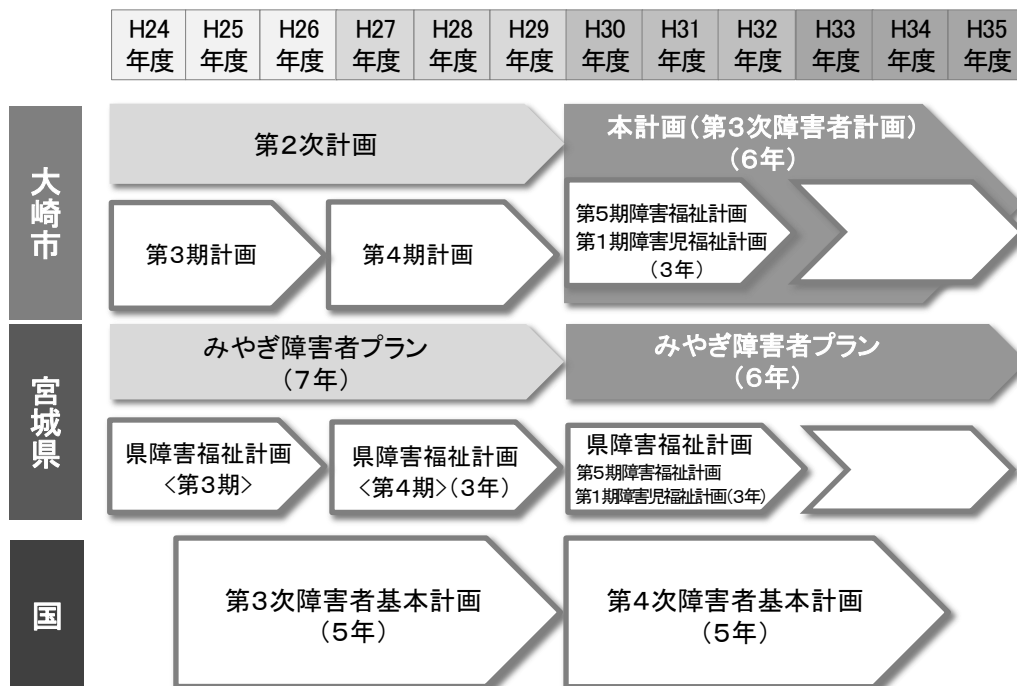 H24 H25 H26 H27 H28 H29 H30 H31 H32 H33 H34 H35
年度 年度 年度 年度 年度 年度 年度 年度 年度 年度 年度 年度
大崎市
第2次計画
本計画(第3次障害者計画)
(6年)
第3期計画
第4期計画
第5期障害福祉計画
第1期障害児福祉計画
(3年)
宮城県
みやぎ障害者プラン
(7年)
みやぎ障害者プラン
(6年)
県障害福祉計画
<第3期>
県障害福祉計画
<第4期>(3年)
県障害福祉計画
第5期障害福祉計画
第1期障害児福祉計画(3年)
国
第3次障害者基本計画
(5年)
第4次障害者基本計画
(5年)